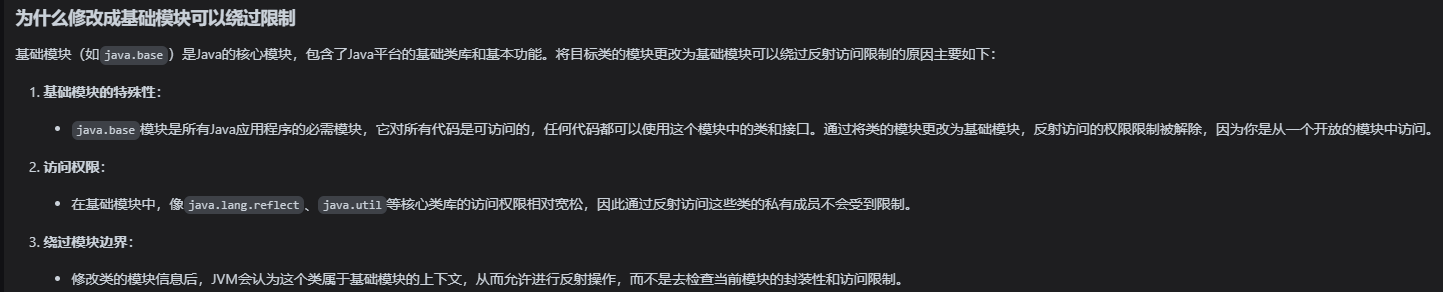 为什么修改成基础模块可以绕过限制
基础模块（如java.base）是Java的核心模块，包含了Java平台的基础类库和基本功能。将目标类的模块更改为基础模块可以绕过反射访问限制的原因主要如下：
1. 基础模块的特殊性：
• java.base模块是所有Java应用程序的必需模块，它对所有代码是可访问的，任何代码都可以使用这个模块中的类和接口。通过将类的模块更改为基础模块，反射访问的权限限制被解除，因为你是从一个开放的模块中访问。
2. 访问权限：
• 在基础模块中，像java.lang.reflect、java.util等核心类库的访问权限相对宽松，因此通过反射访问这些类的私有成员不会受到限制。
3. 绕过模块边界：
• 修改类的模块信息后，JVM会认为这个类属于基础模块的上下文，从而允许进行反射操作，而不是去检查当前模块的封装性和访问限制。